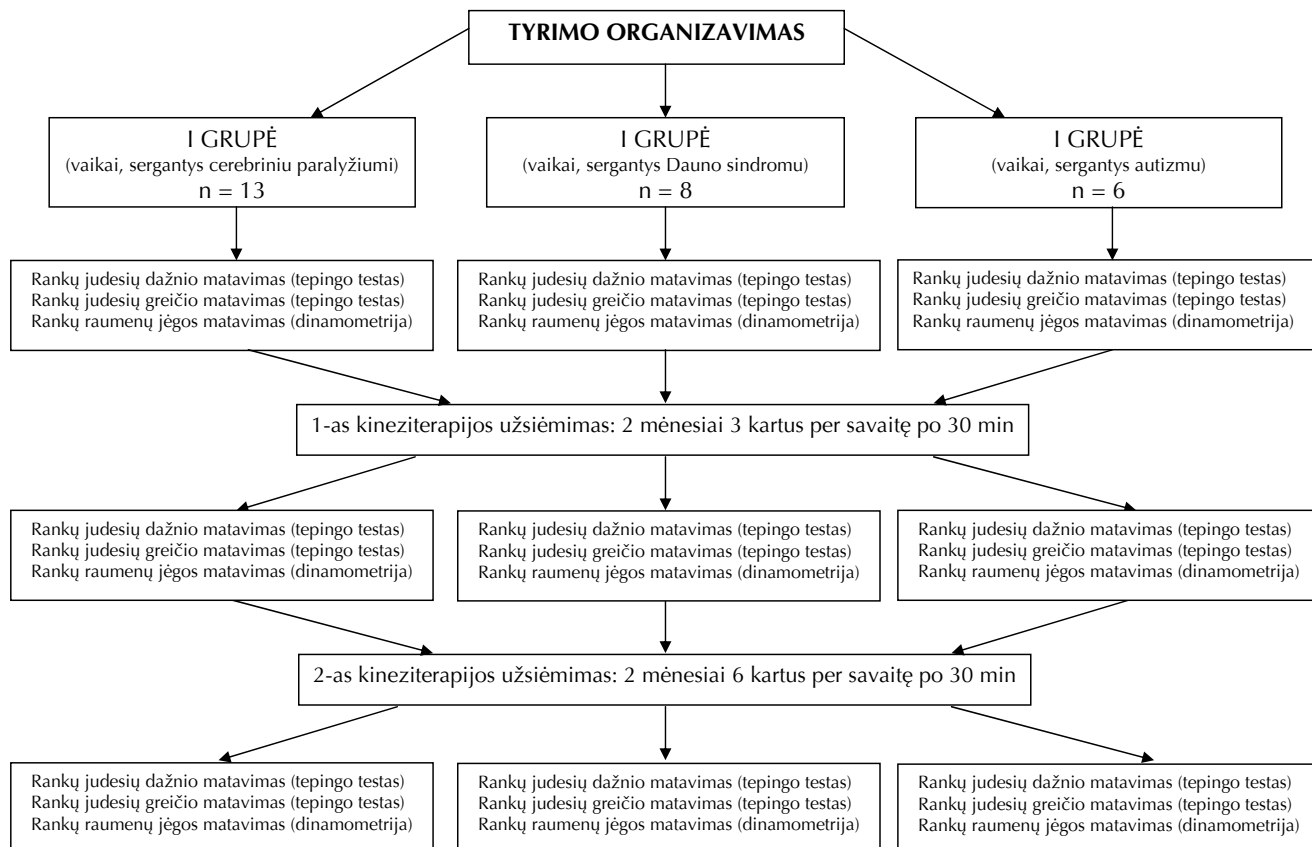 TYRIMO ORGANIZAVIMAS
I GRUPĖ
(vaikai, sergantys cerebriniu paralyžiumi)
n = 13
I GRUPĖ
(vaikai, sergantys Dauno sindromu)
n = 8
I GRUPĖ
(vaikai, sergantys autizmu)
n = 6
Rankų judesių dažnio matavimas (tepingo testas)
Rankų judesių greičio matavimas (tepingo testas)
Rankų raumenų jėgos matavimas (dinamometrija)
Rankų judesių dažnio matavimas (tepingo testas)
Rankų judesių greičio matavimas (tepingo testas)
Rankų raumenų jėgos matavimas (dinamometrija)
Rankų judesių dažnio matavimas (tepingo testas)
Rankų judesių greičio matavimas (tepingo testas)
Rankų raumenų jėgos matavimas (dinamometrija)
1-as kineziterapijos užsiėmimas: 2 mėnesiai 3 kartus per savaitę po 30 min
Rankų judesių dažnio matavimas (tepingo testas)
Rankų judesių greičio matavimas (tepingo testas)
Rankų raumenų jėgos matavimas (dinamometrija)
Rankų judesių dažnio matavimas (tepingo testas)
Rankų judesių greičio matavimas (tepingo testas)
Rankų raumenų jėgos matavimas (dinamometrija)
Rankų judesių dažnio matavimas (tepingo testas)
Rankų judesių greičio matavimas (tepingo testas)
Rankų raumenų jėgos matavimas (dinamometrija)
2-as kineziterapijos užsiėmimas: 2 mėnesiai 6 kartus per savaitę po 30 min
Rankų judesių dažnio matavimas (tepingo testas)
Rankų judesių greičio matavimas (tepingo testas)
Rankų raumenų jėgos matavimas (dinamometrija)
Rankų judesių dažnio matavimas (tepingo testas)
Rankų judesių greičio matavimas (tepingo testas)
Rankų raumenų jėgos matavimas (dinamometrija)
Rankų judesių dažnio matavimas (tepingo testas)
Rankų judesių greičio matavimas (tepingo testas)
Rankų raumenų jėgos matavimas (dinamometrija)